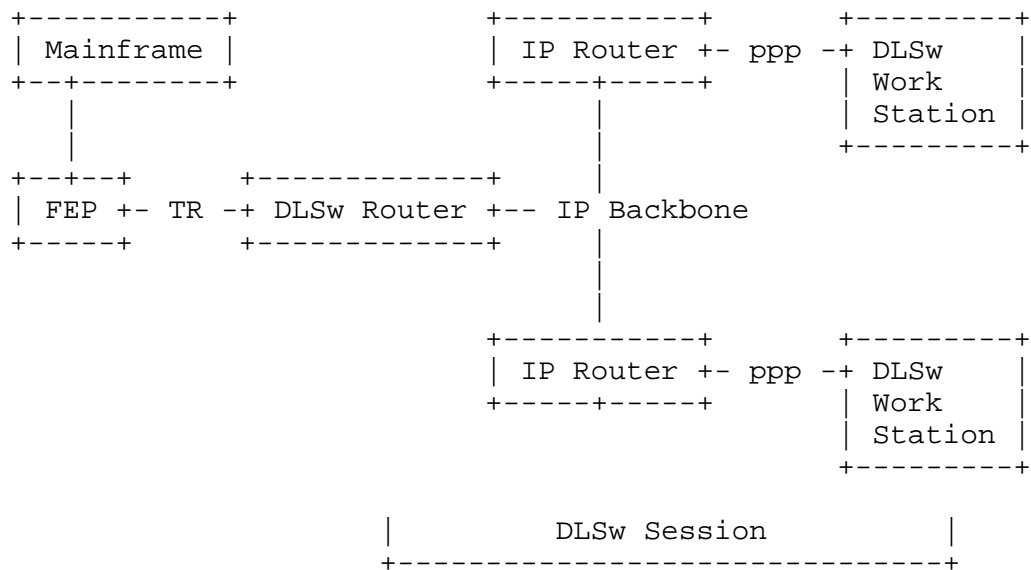 +-----------+              +-----------+        +---------+
| Mainframe |              | IP Router +- ppp -+ DLSw    |
+--+--------+              +-----+-----+        | Work    |
   |                             |              | Station |
   |                             |              +---------+
+--+--+      +-------------+     |
| FEP +- TR -+ DLSw Router +-- IP Backbone
+-----+      +-------------+     |
                                 |
                                 |
                           +-----------+        +---------+
                           | IP Router +- ppp -+ DLSw    |
                           +-----+-----+        | Work    |
                                                | Station |
                                                +---------+
                     |         DLSw Session          |
                     +-------------------------------+